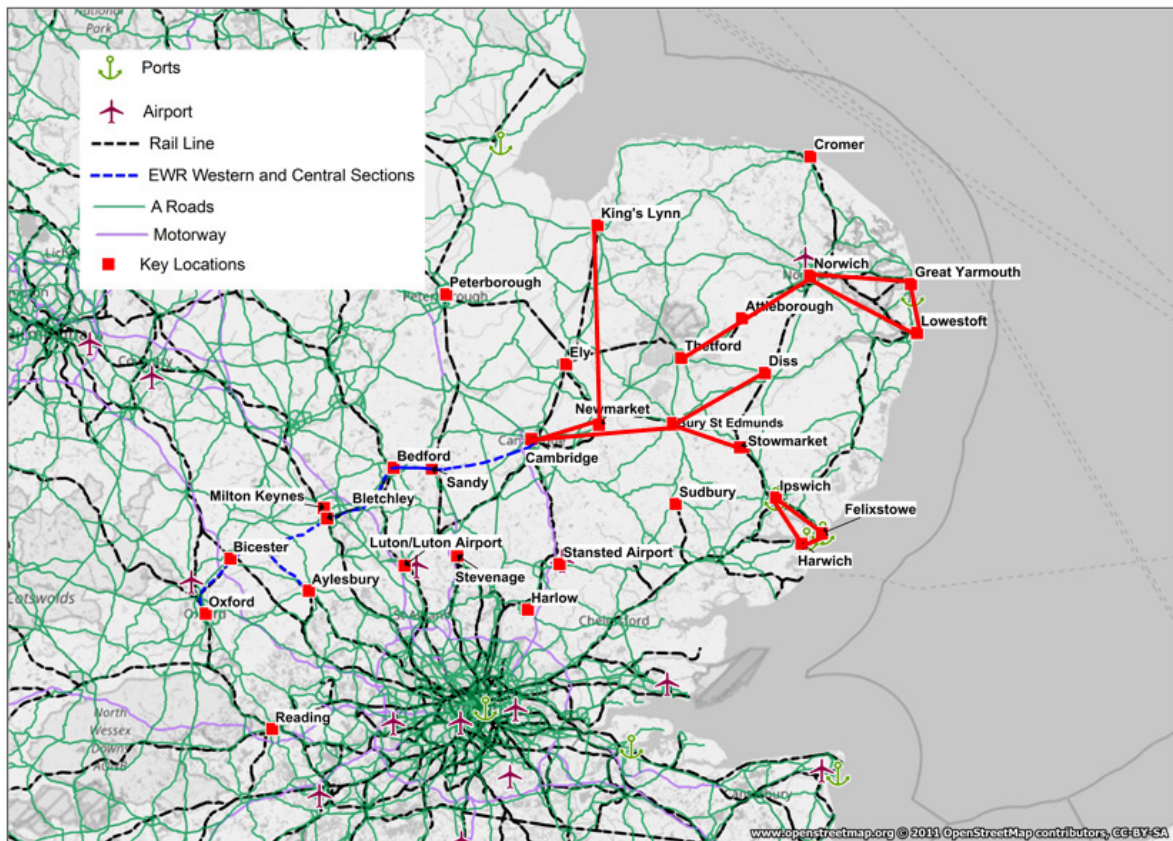 National
Park
Ports
Airport
Rail Line
EWR Western and Central Sections
A Roads
Motorway
Key Locations
Cromer
King's Lynn
Norwich
Great Yarmouth
Peterborough
Attleborough
Lowestoft
Thetford
Ely
Diss
Newmarket
Bury St Edmunds
Stowmarket
Cambridge
Bedford
Sandy
Milton Keynes
Bletchley
Sudbury
Ipswich
Felixstowe
Luton/Luton Airport
Stansted Airport
Harwich
Bicester
Stevenage
Aylesbury
Cotswolds
Oxford
Harlow
Chelmsford
North
Wessex
Reading
www.openstreetmap.org © 2011 OpenStreetMap contributors, CC-BY-SA